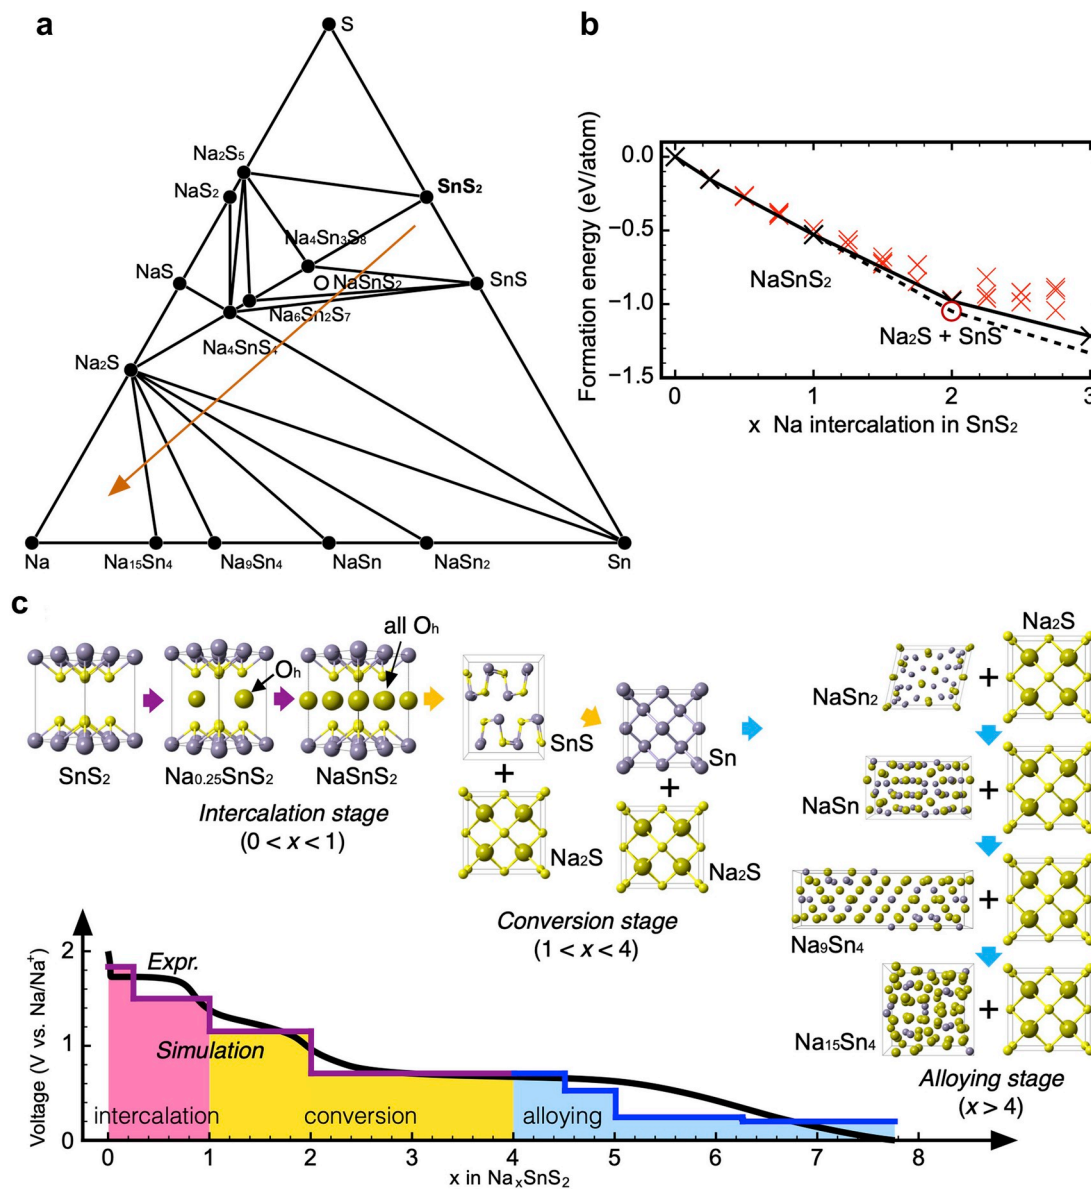 a
S
Na₂S₅
NaS₂
SnS₂
Na₄Sn₃S₈
NaS
NaSnS₂
SnS
Na₆Sn₂S₇
Na₄SnS₄
Na₂S
Na
Na₁₅Sn₄
Na₉Sn₄
NaSn
NaSn₂
Sn
b
Formation energy (eV/atom)
0.0
−0.5
−1.0
−1.5
NaSnS₂
Na₂S + SnS
0 1 2 3
x Na intercalation in SnS₂
c
all Oₕ
Oₕ
SnS₂
Na₀.₂₅SnS₂
NaSnS₂
Intercalation stage
(0 < x < 1)
SnS
+
Na₂S
Sn
+
Na₂S
Conversion stage
(1 < x < 4)
Na₂S
NaSn₂ +
NaSn +
Na₉Sn₄ +
Na₁₅Sn₄ +
Alloying stage
(x > 4)
Voltage (V vs. Na/Na⁺)
2
1
0
Expr.
Simulation
intercalation
conversion
alloying
0 1 2 3 4 5 6 7 8
x in NaₓSnS₂